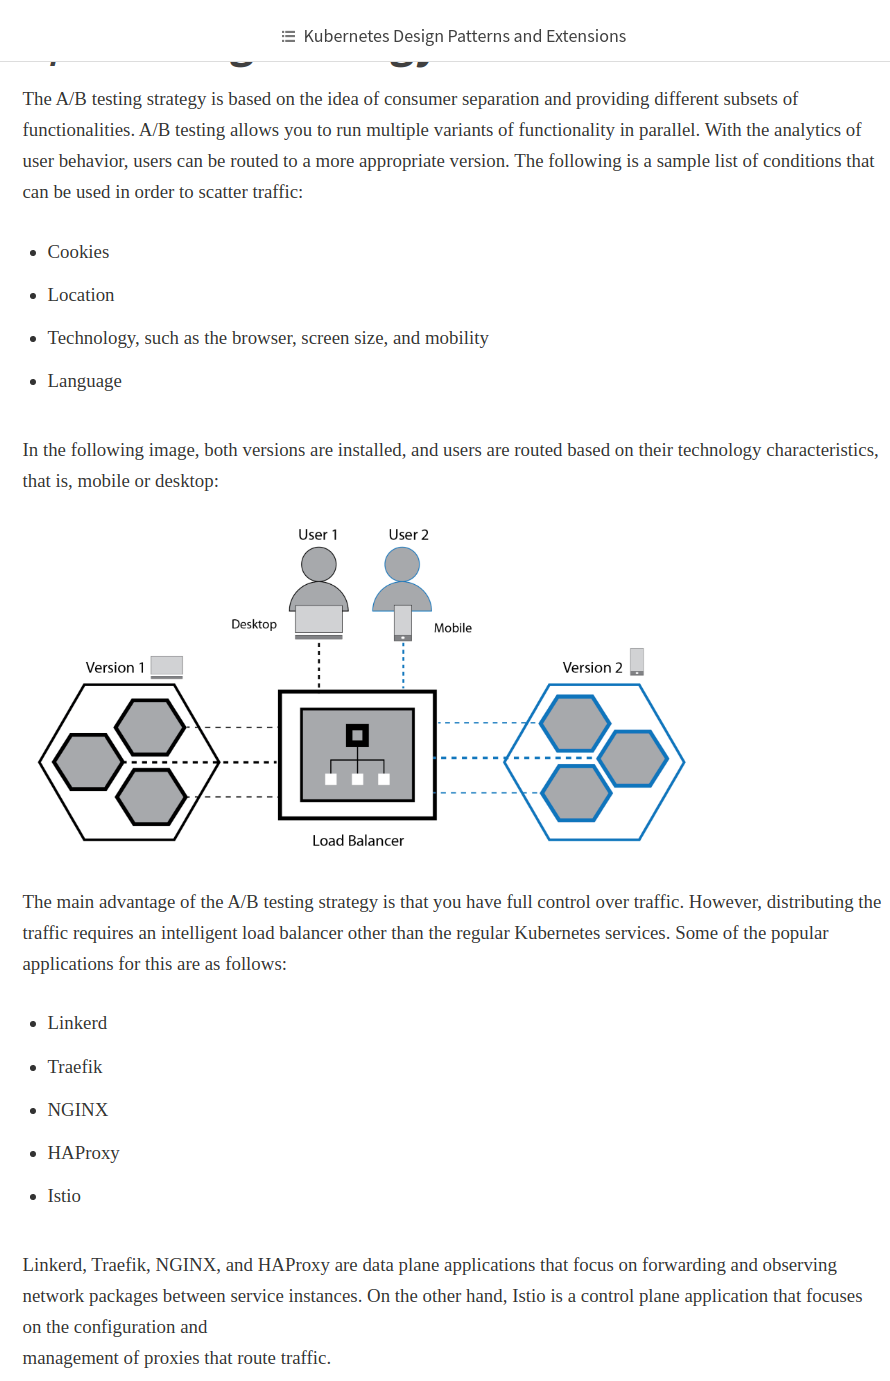 Kubernetes Design Patterns and Extensions
The A/B testing strategy is based on the idea of consumer separation and providing different subsets of
functionalities. A/B testing allows you to run multiple variants of functionality in parallel. With the analytics of
user behavior, users can be routed to a more appropriate version. The following is a sample list of conditions that
can be used in order to scatter traffic:
• Cookies
• Location
• Technology, such as the browser, screen size, and mobility
• Language
In the following image, both versions are installed, and users are routed based on their technology characteristics,
that is, mobile or desktop:
User 1 User 2
Desktop Mobile
Version 1 Version 2
Load Balancer
The main advantage of the A/B testing strategy is that you have full control over traffic. However, distributing the
traffic requires an intelligent load balancer other than the regular Kubernetes services. Some of the popular
applications for this are as follows:
• Linkerd
• Traefik
• NGINX
• HAProxy
• Istio
Linkerd, Traefik, NGINX, and HAProxy are data plane applications that focus on forwarding and observing
network packages between service instances. On the other hand, Istio is a control plane application that focuses
on the configuration and
management of proxies that route traffic.